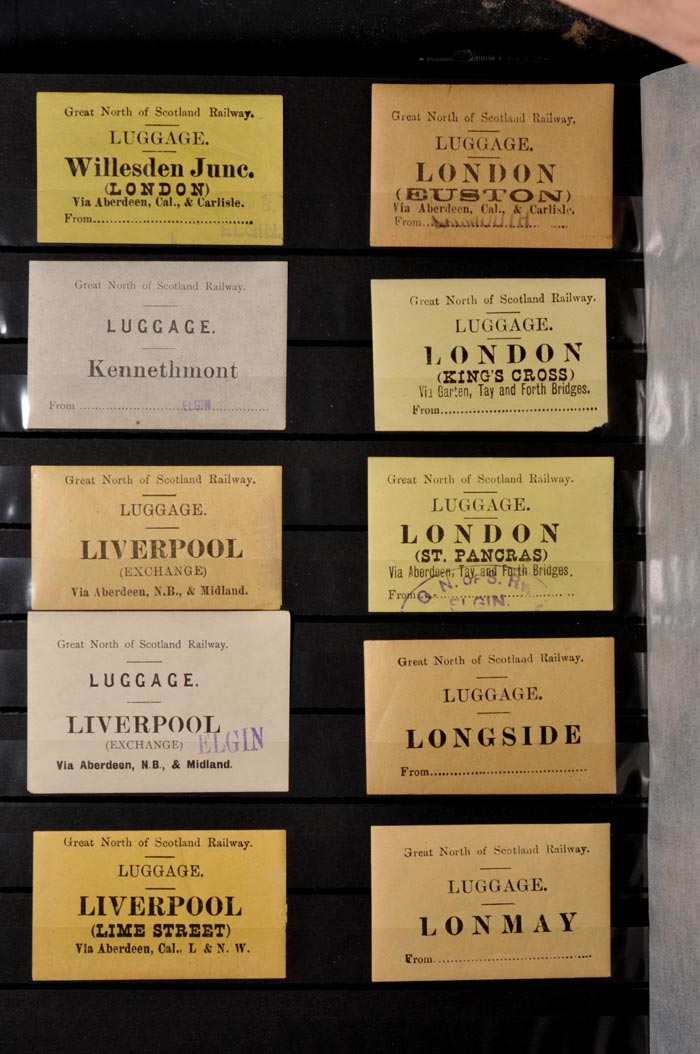 Great North of Scotland Railway.
LUGGAGE.
Willesden Junc.
(LONDON)
Via Aberdeen, Cal., & Carlisle.
From
Great North of Scotland Railway.
LUGGAGE.
Kennethmont
From
ELGIN
Great North of Scotland Railway.
LUGGAGE.
LIVERPOOL
(EXCHANGE)
Via Aberdeen, N.B., & Midland.
Great North of Scotland Railway.
LUGGAGE.
LIVERPOOL
(EXCHANGE)
ELGIN
Via Aberdeen, N.B., & Midland.
Great North of Scotland Railway.
LUGGAGE.
LIVERPOOL
(LIME STREET)
Via Aberdeen, Cal., L & N. W.
Great North of Scotland Railway.
LUGGAGE.
LONDON
(EUSTON)
Via Aberdeen, Cal., & Carlisle.
From
Great North of Scotland Railway.
LUGGAGE.
LONDON
(KING'S CROSS)
Via Garten, Tay and Forth Bridges.
From
Great North of Scotland Railway.
LUGGAGE.
LONDON
(ST. PANCRAS)
Via Aberdeen, Tay and Forth Bridges.
From
G. N. OF S. RY
ELGIN.
Great North of Scotland Railway.
LUGGAGE.
LONGSIDE
From
Great North of Scotland Railway.
LUGGAGE.
LONMAY
From